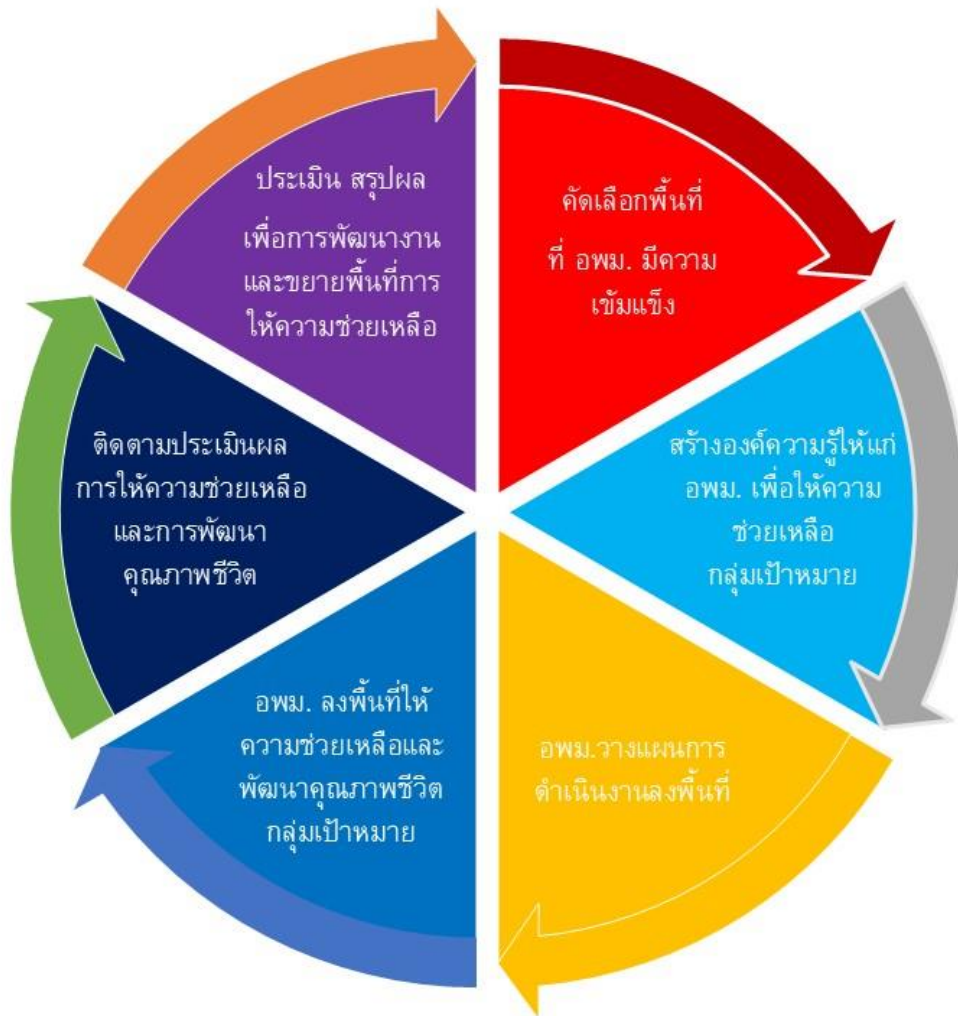 คัดเลือกพื้นที่
ที่ อพม. มีความ
เข้มแข็ง
สร้างองค์ความรู้ให้แก่
อพม. เพื่อให้ความ
ช่วยเหลือ
กลุ่มเป้าหมาย
อพม.วางแผนการ
ดำเนินงานลงพื้นที่
อพม. ลงพื้นที่ให้
ความช่วยเหลือและ
พัฒนาคุณภาพชีวิต
กลุ่มเป้าหมาย
ติดตามประเมินผล
การให้ความช่วยเหลือ
และการพัฒนา
คุณภาพชีวิต
ประเมิน สรุปผล
เพื่อการพัฒนางาน
และขยายพื้นที่การ
ให้ความช่วยเหลือ